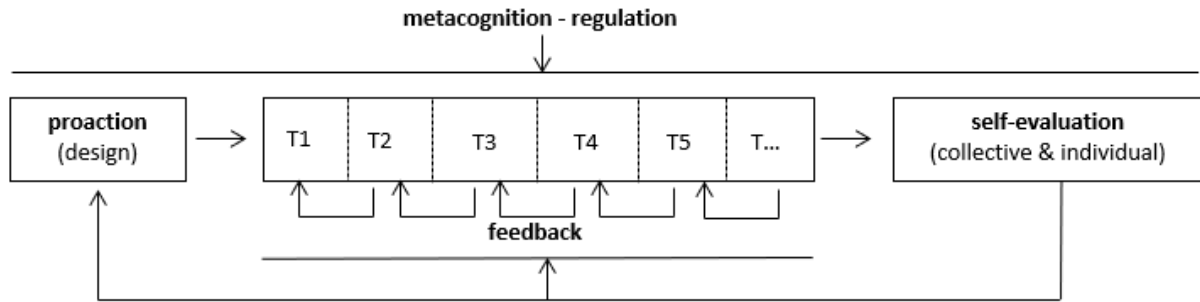 metacognition - regulation
proaction
(design)
T1 T2 T3 T4 T5 T...
self-evaluation
(collective & individual)
feedback